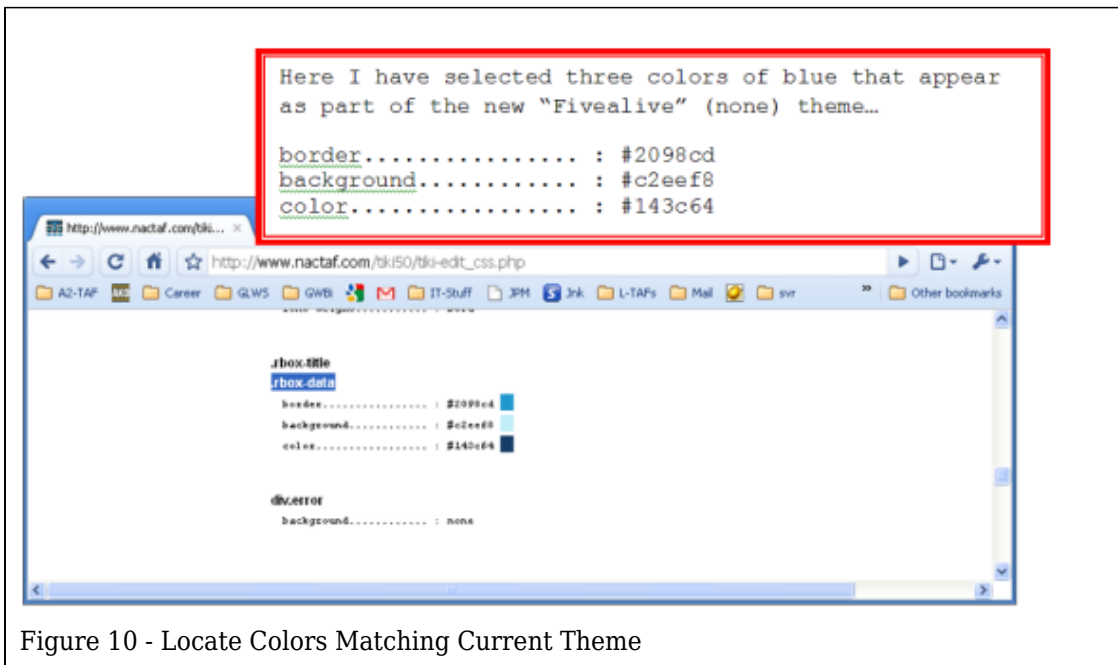 Here I have selected three colors of blue that appear
as part of the new “Fivealive” (none) theme…
border................ : #2098cd
background............ : #c2eef8
color................. : #143c64
http://www.nactaf.com/tiki... ×
http://www.nactaf.com/tiki50/tiki-edit_css.php
A2-TAF Career GLWS GWBi IT-Stuff JPM Jnk L-TAFs Mail svr » Other bookmarks
.rbox-title
.rbox-data
border................ : #2098cd
background............ : #c2eef8
color................. : #143c64
div.error
background............ : none
Figure 10 - Locate Colors Matching Current Theme